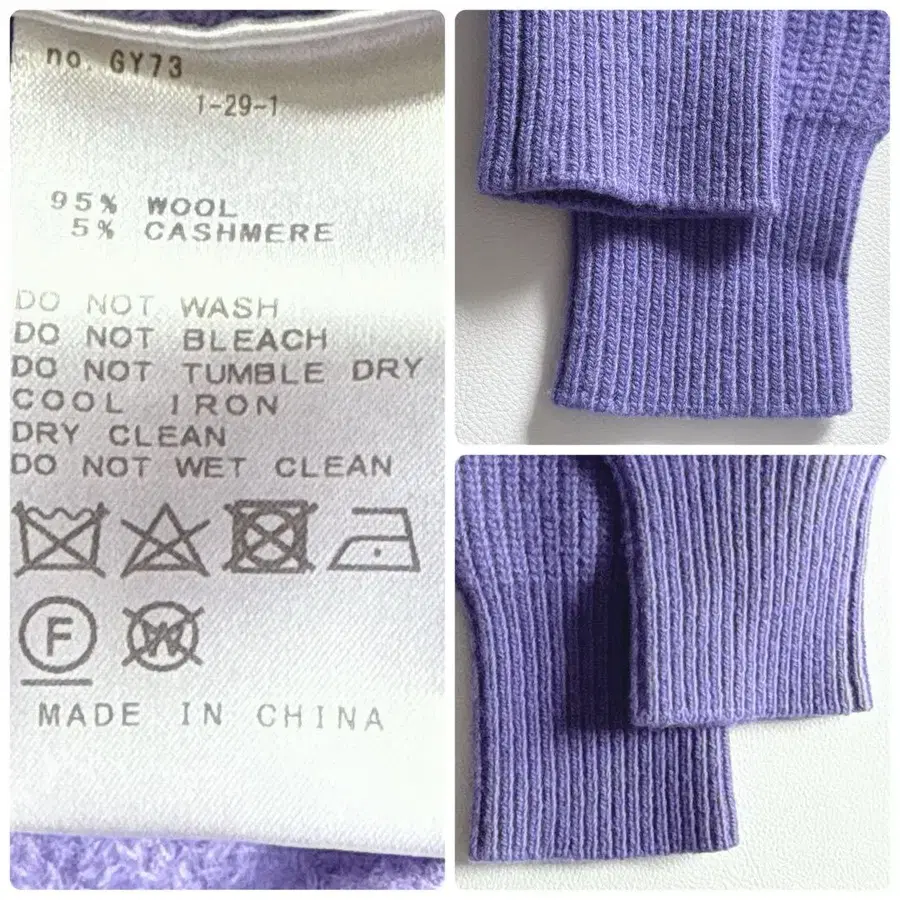 no. GY73
1-29-1
95% WOOL
5% CASHMERE
DO NOT WASH
DO NOT BLEACH
DO NOT TUMBLE DRY
COOL IRON
DRY CLEAN
DO NOT WET CLEAN
F W
MADE IN CHINA